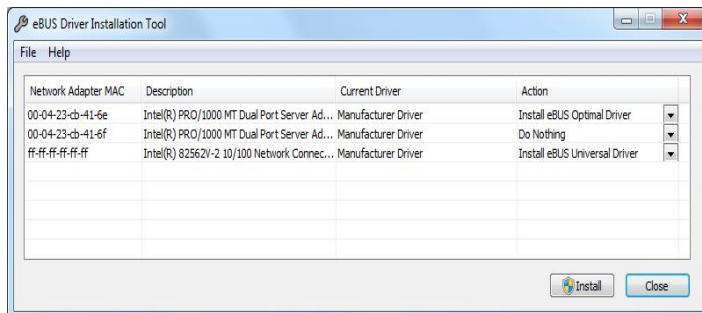 eBUS Driver Installation Tool
File Help
Network Adapter MAC Description Current Driver Action
00-04-23-cb-41-6e Intel(R) PRO/1000 MT Dual Port Server Ad... Manufacturer Driver Install eBUS Optimal Driver
00-04-23-cb-41-6f Intel(R) PRO/1000 MT Dual Port Server Ad... Manufacturer Driver Do Nothing
ff-ff-ff-ff-ff-ff Intel(R) 82562V-2 10/100 Network Connec... Manufacturer Driver Install eBUS Universal Driver
Install Close